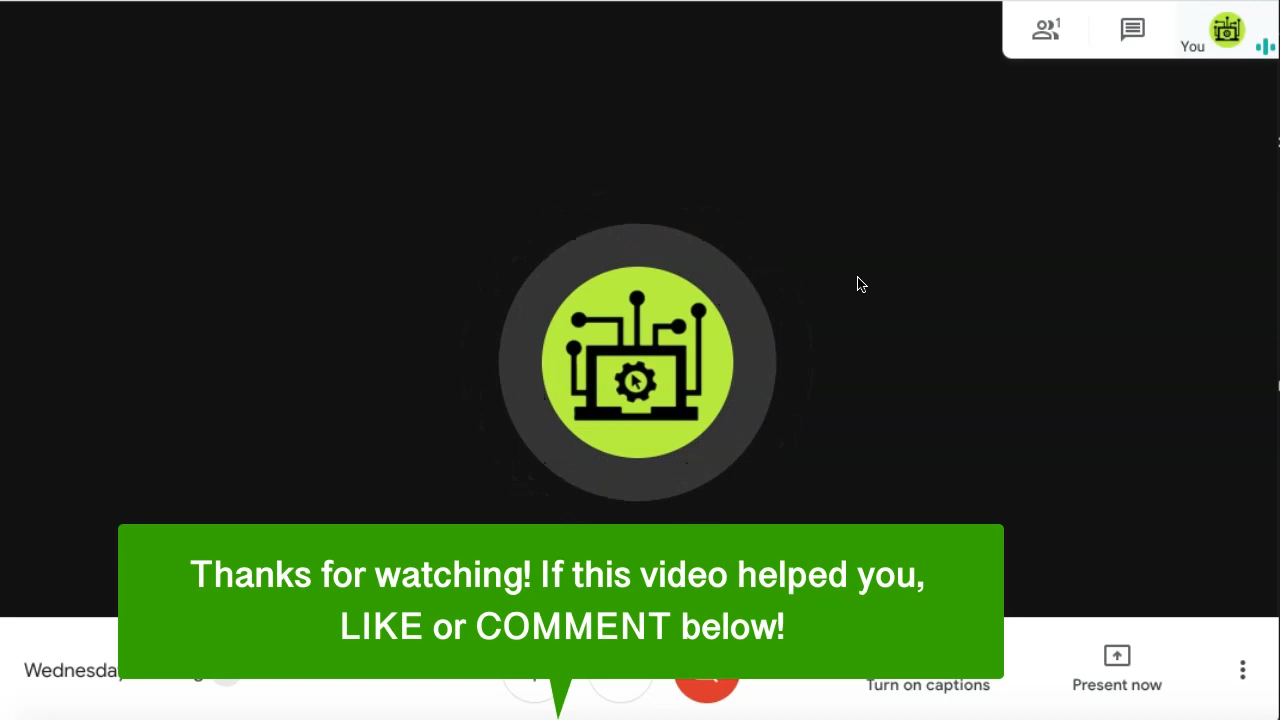 1
You
Thanks for watching! If this video helped you,
LIKE or COMMENT below!
Wednesday
Turn on captions
Present now